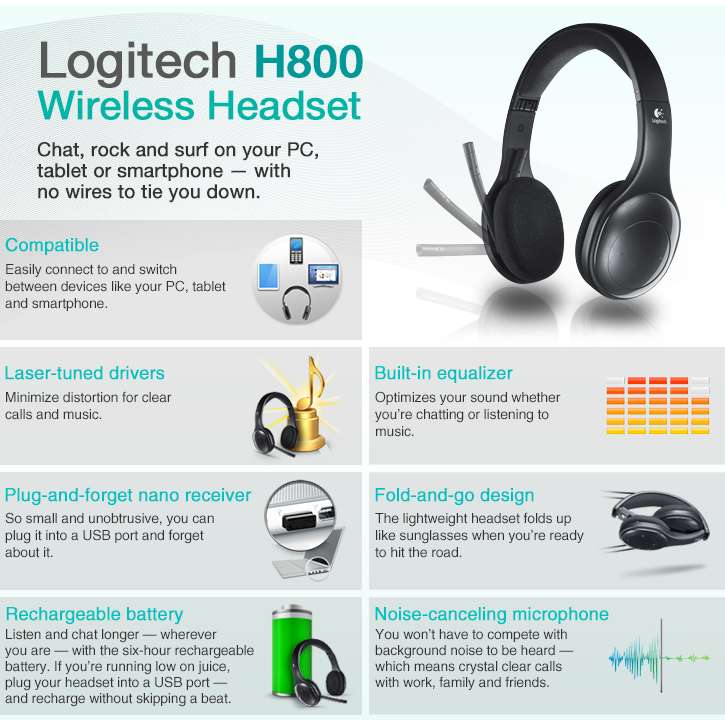 Logitech H800
Wireless Headset
Chat, rock and surf on your PC,
tablet or smartphone — with
no wires to tie you down.
Logitech
Compatible
Easily connect to and switch
between devices like your PC, tablet
and smartphone.
Laser-tuned drivers
Minimize distortion for clear
calls and music.
Built-in equalizer
Optimizes your sound whether
you're chatting or listening to
music.
Plug-and-forget nano receiver
So small and unobtrusive, you can
plug it into a USB port and forget
about it.
Fold-and-go design
The lightweight headset folds up
like sunglasses when you're ready
to hit the road.
Rechargeable battery
Listen and chat longer — wherever
you are — with the six-hour rechargeable
battery. If you're running low on juice,
plug your headset into a USB port —
and recharge without skipping a beat.
Noise-canceling microphone
You won't have to compete with
background noise to be heard —
which means crystal clear calls
with work, family and friends.